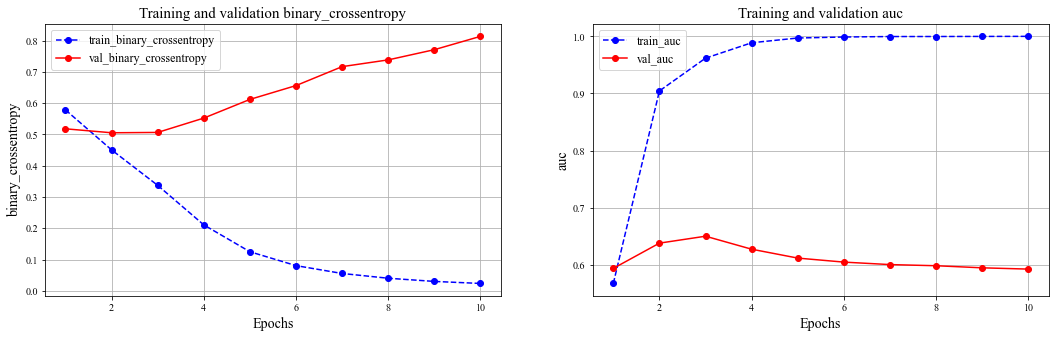 Training and validation binary_crossentropy
train_binary_crossentropy
val_binary_crossentropy
0.8
0.7
0.6
0.5
0.4
0.3
0.2
0.1
0.0
binary_crossentropy
2
4
6
8
10
Epochs
Training and validation auc
train_auc
val_auc
1.0
0.9
0.8
0.7
0.6
auc
2
4
6
8
10
Epochs